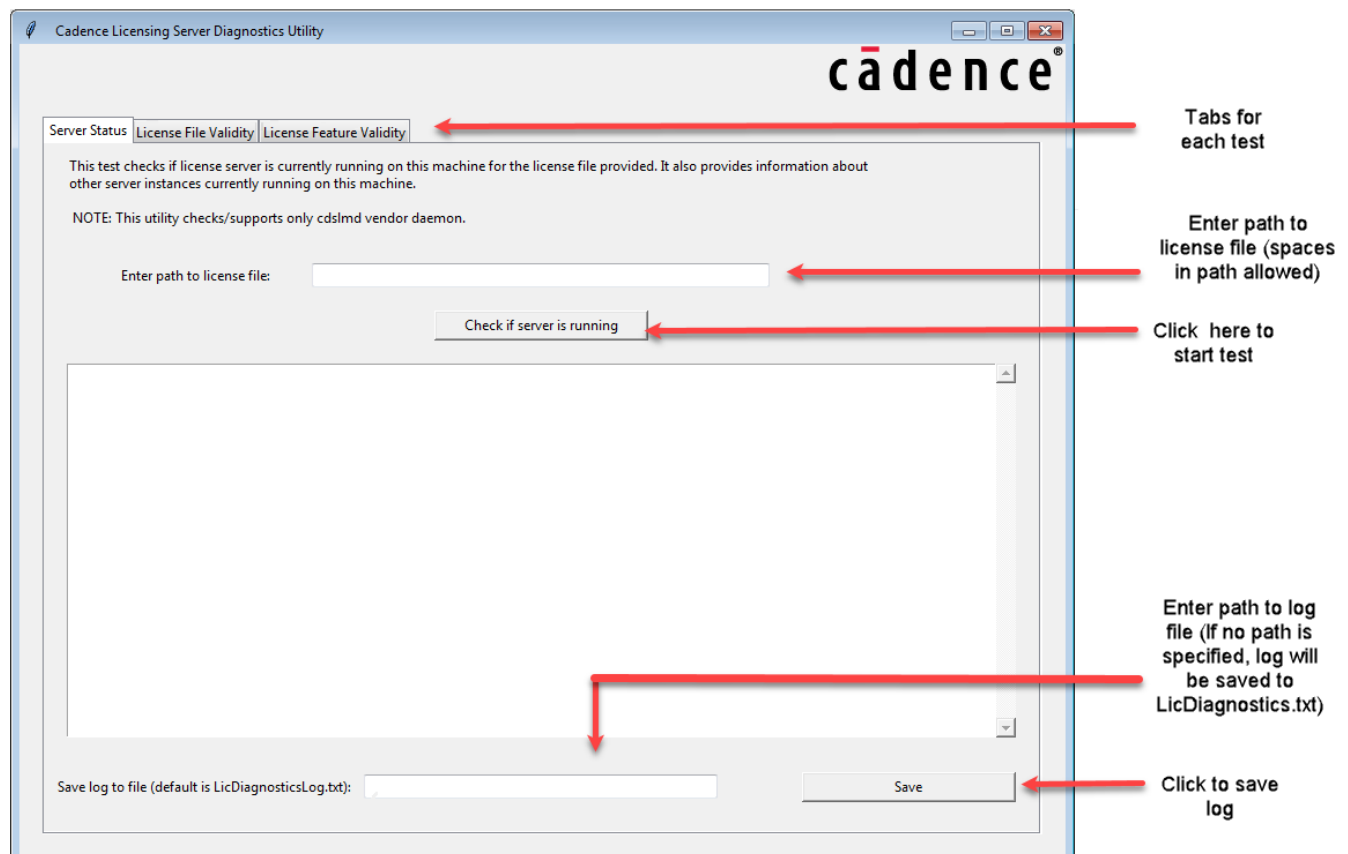 Cadence Licensing Server Diagnostics Utility
cādence®
Server Status License File Validity License Feature Validity
Tabs for
each test
This test checks if license server is currently running on this machine for the license file provided. It also provides information about
other server instances currently running on this machine.
NOTE: This utility checks/supports only cdslmd vendor daemon.
Enter path to license file:
Enter path to
license file (spaces
in path allowed)
Check if server is running
Click here to
start test
Enter path to log
file (If no path is
specified, log will
be saved to
LicDiagnostics.txt)
Save log to file (default is LicDiagnosticsLog.txt):
Save
Click to save
log